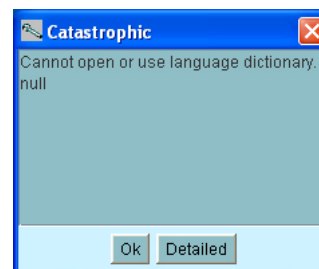 Catastrophic
Cannot open or use language dictionary.
null
Ok Detailed